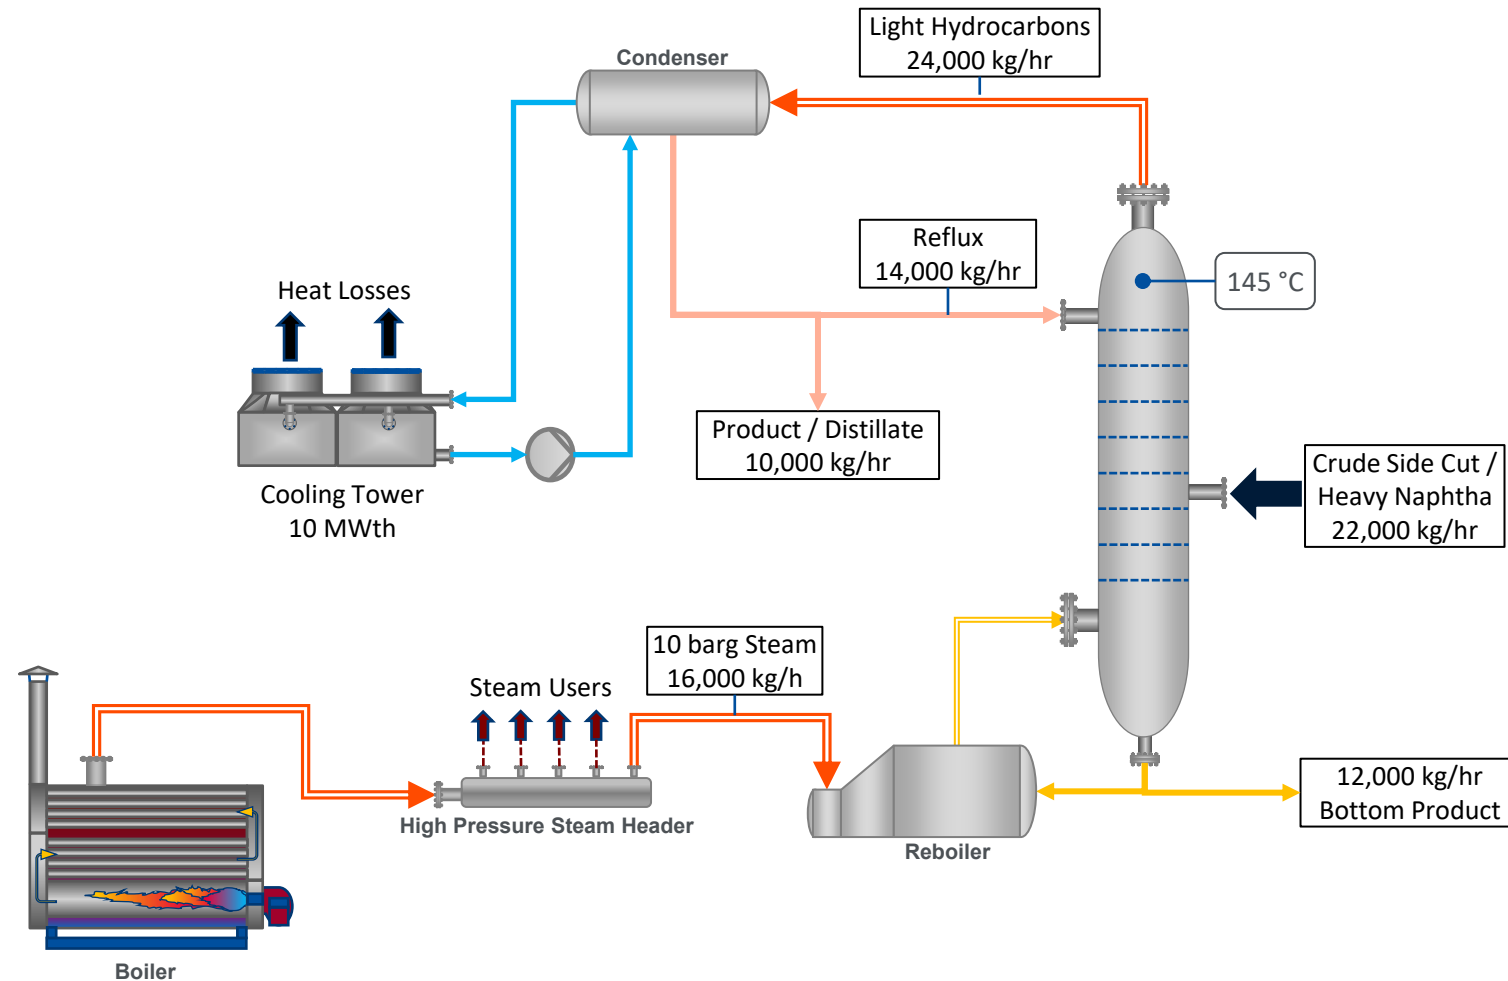 Light Hydrocarbons
24,000 kg/hr
Condenser
Reflux
14,000 kg/hr
145 °C
Heat Losses
Product / Distillate
10,000 kg/hr
Crude Side Cut /
Heavy Naphtha
22,000 kg/hr
Cooling Tower
10 MWth
10 barg Steam
16,000 kg/h
Steam Users
12,000 kg/hr
Bottom Product
High Pressure Steam Header
Reboiler
Boiler